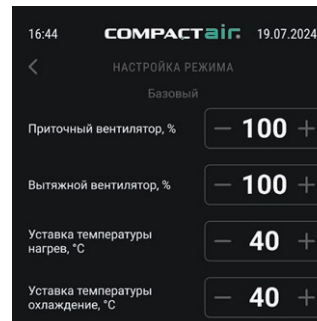 16:44 COMPACTair 19.07.2024
НАСТРОЙКА РЕЖИМА
Базовый
Приточный вентилятор, % — 100 +
Вытяжной вентилятор, % — 100 +
Уставка температуры
нагрев, °C — 40 +
Уставка температуры
охлаждение, °C — 40 +